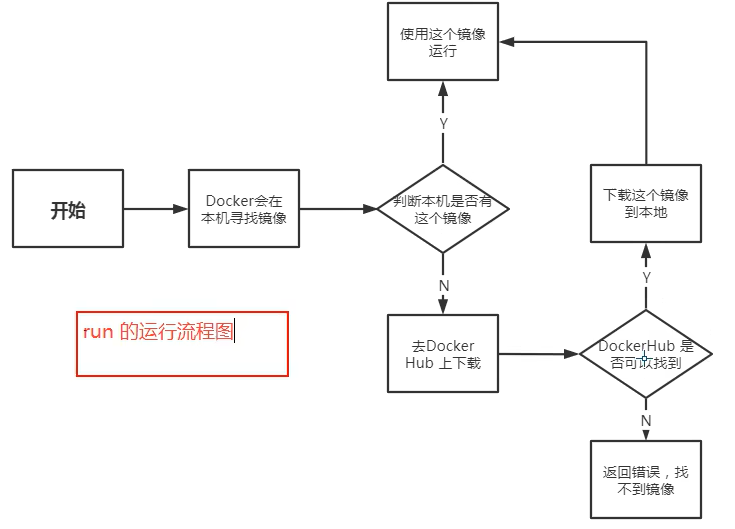 使用这个镜像
运行
Y
开始
Docker会在
本机寻找镜像
判断本机是否有
这个镜像
下载这个镜像
到本地
N
Y
run 的运行流程图
去Docker
Hub 上下载
DockerHub 是
否可以找到
N
返回错误，找
不到镜像